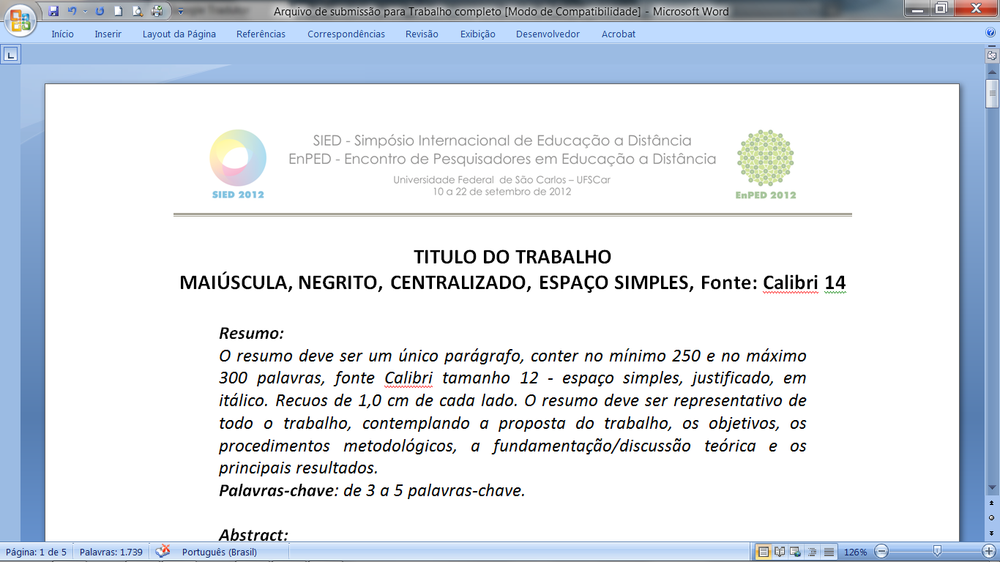 Arquivo de submissão para Trabalho completo [Modo de Compatibilidade] - Microsoft Word
Início Inserir Layout da Página Referências Correspondências Revisão Exibição Desenvolvedor Acrobat
SIED - Simpósio Internacional de Educação a Distância
EnPED - Encontro de Pesquisadores em Educação a Distância
Universidade Federal de São Carlos – UFSCar
10 a 22 de setembro de 2012
SIED 2012
EnPED 2012
TITULO DO TRABALHO
MAIÚSCULA, NEGRITO, CENTRALIZADO, ESPAÇO SIMPLES, Fonte: Calibri 14
Resumo:
O resumo deve ser um único parágrafo, conter no mínimo 250 e no máximo
300 palavras, fonte Calibri tamanho 12 - espaço simples, justificado, em
itálico. Recuos de 1,0 cm de cada lado. O resumo deve ser representativo de
todo o trabalho, contemplando a proposta do trabalho, os objetivos, os
procedimentos metodológicos, a fundamentação/discussão teórica e os
principais resultados.
Palavras-chave: de 3 a 5 palavras-chave.
Abstract:
Página: 1 de 5 Palavras: 1.739 Português (Brasil) 126%